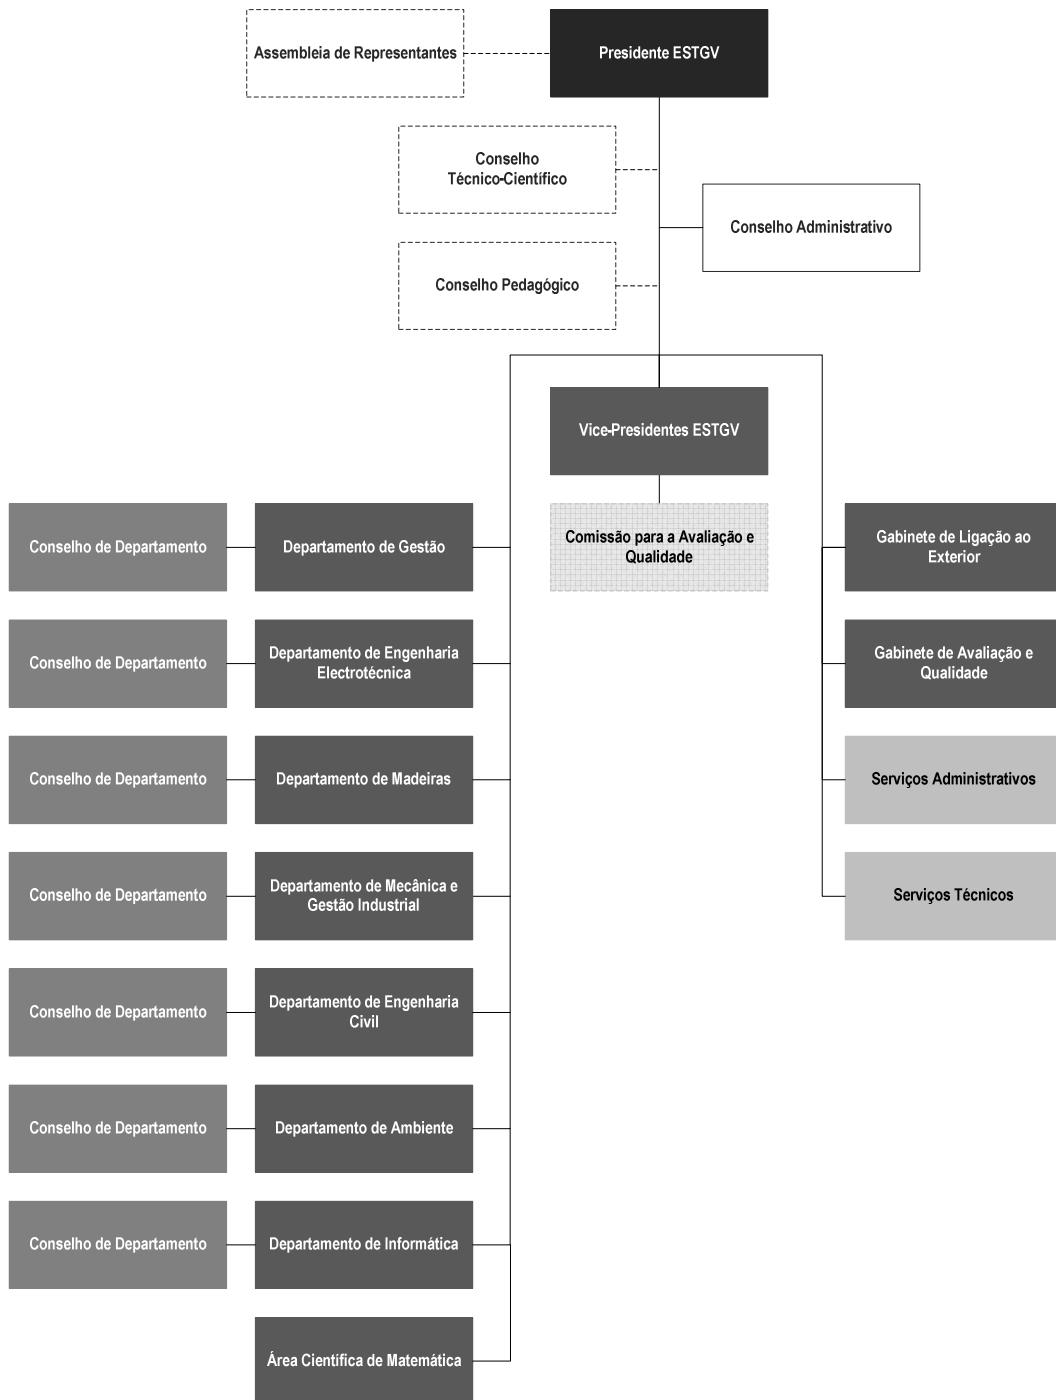 Assembleia de Representantes
Presidente ESTGV
Conselho
Técnico-Científico
Conselho Administrativo
Conselho Pedagógico
Vice-Presidentes ESTGV
Conselho de Departamento
Departamento de Gestão
Comissão para a Avaliação e
Qualidade
Gabinete de Ligação ao
Exterior
Conselho de Departamento
Departamento de Engenharia
Electrotécnica
Gabinete de Avaliação e
Qualidade
Conselho de Departamento
Departamento de Madeiras
Serviços Administrativos
Conselho de Departamento
Departamento de Mecânica e
Gestão Industrial
Serviços Técnicos
Conselho de Departamento
Departamento de Engenharia
Civil
Conselho de Departamento
Departamento de Ambiente
Conselho de Departamento
Departamento de Informática
Área Científica de Matemática